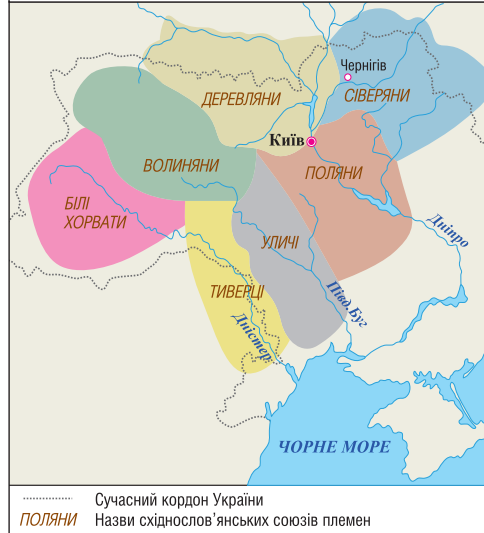 Чернігів
ДЕРЕВЛЯНИ
СІВЕРЯНИ
Київ
ВОЛИНЯНИ
ПОЛЯНИ
БІЛІ
ХОРВАТИ
УЛИЧІ
Дніпро
ТИВЕРЦІ
Півд.Буг
Дністер
ЧОРНЕ МОРЕ
Сучасний кордон України
ПОЛЯНИ Назви східнослов’янських союзів племен